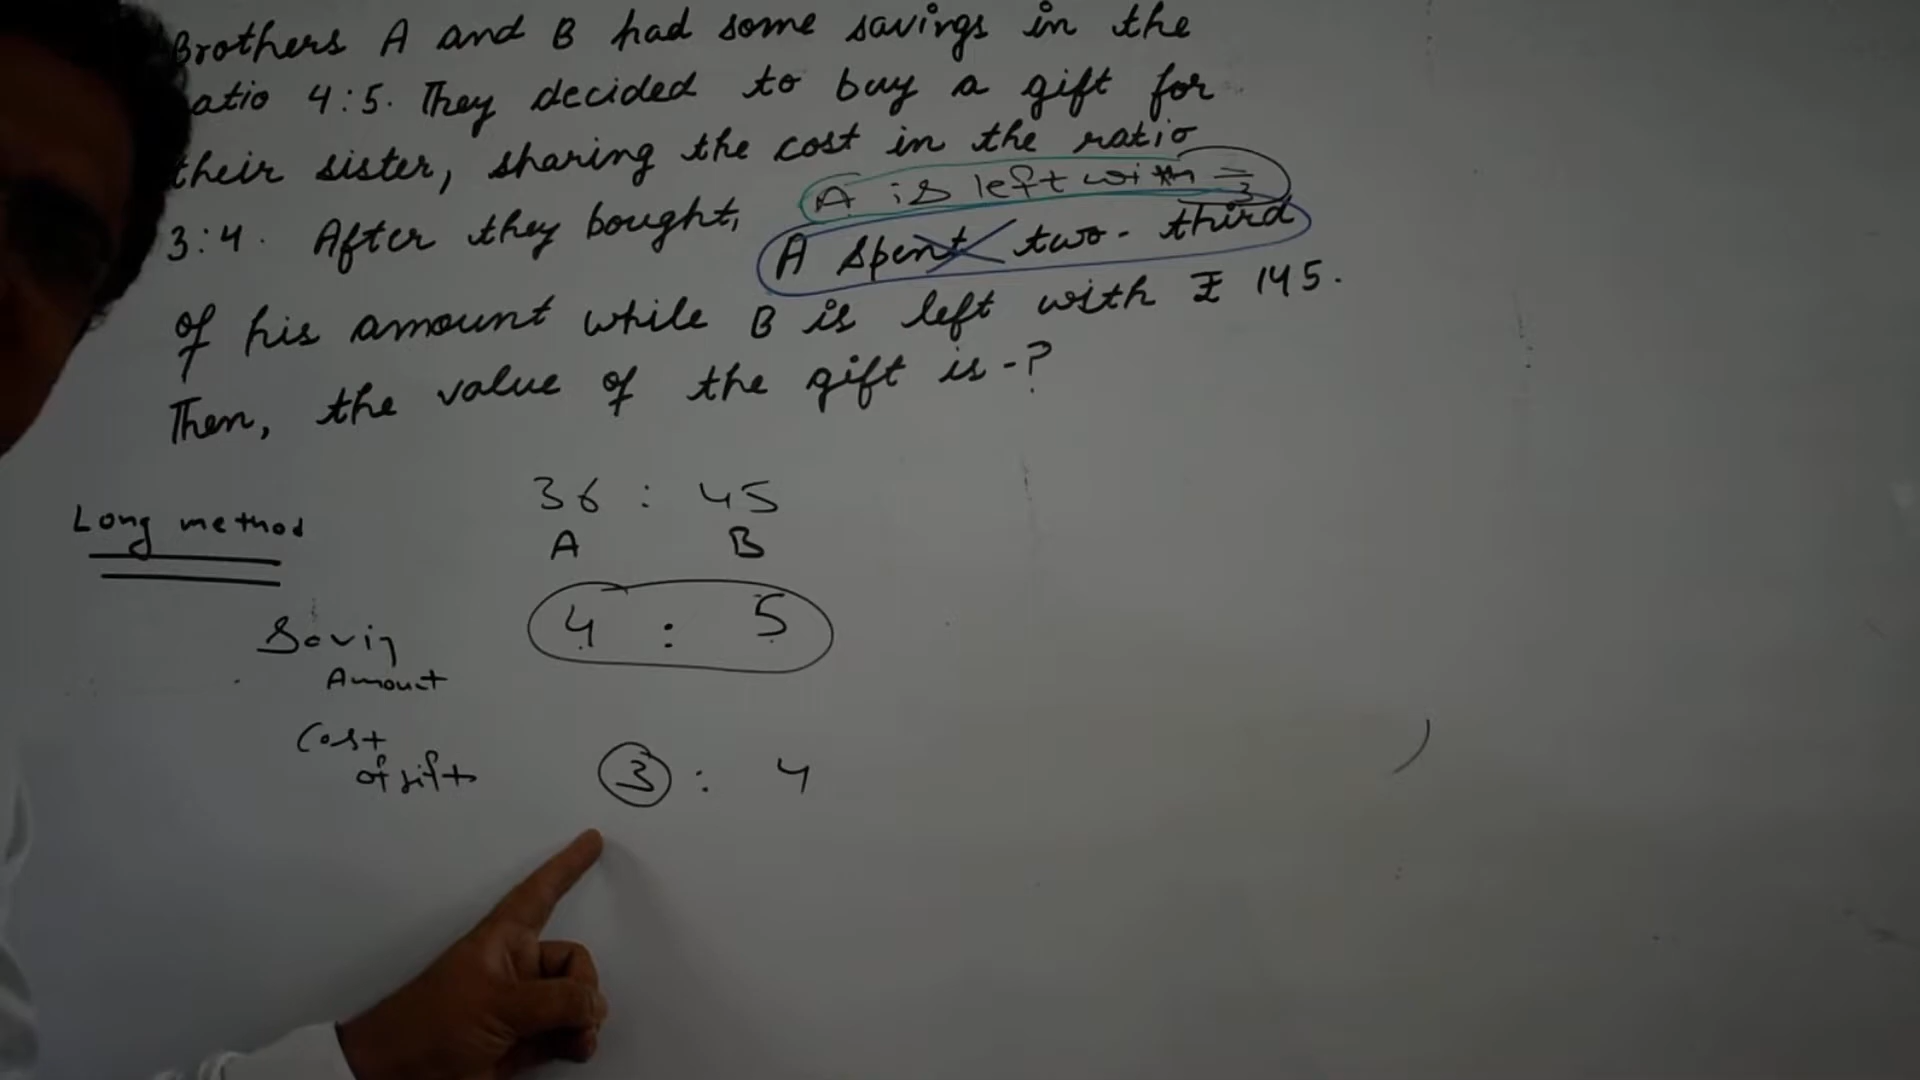 Brothers A and B had some savings in the
ratio 4:5. They decided to buy a gift for
their sister, sharing the cost in the ratio
A is left with
3:4. After they bought,
A spent two-third
of his amount while B is left with ₹ 145.
Then, the value of the gift is -?
36 : 45
Long method
A B
4 : 5
Savin
Amount
Cost
of gift
3 : 4